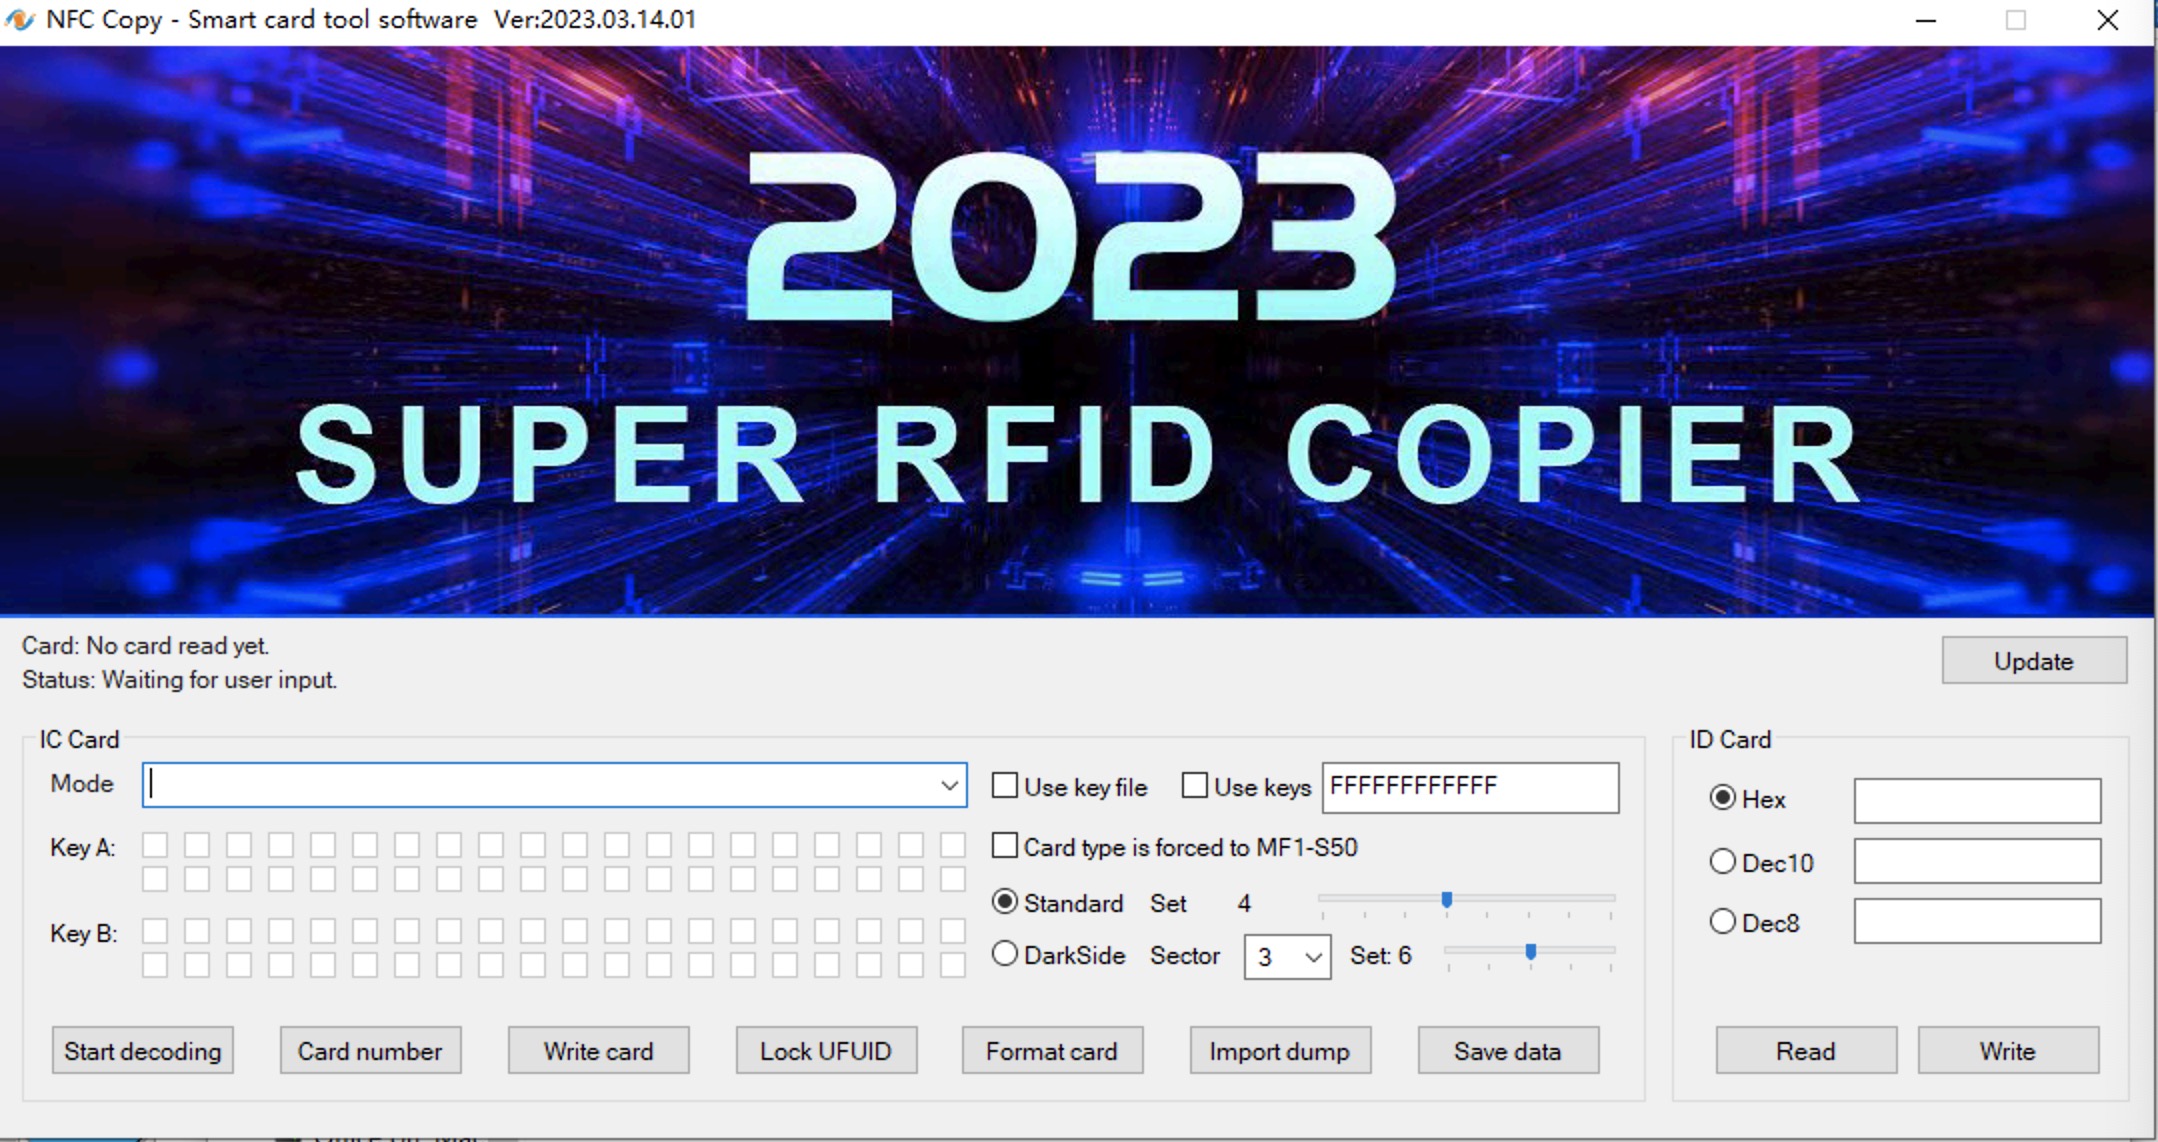 NFC Copy - Smart card tool software Ver:2023.03.14.01
2023
SUPER RFID COPIER
Card: No card read yet.
Status: Waiting for user input.
Update
IC Card
Mode
Use key file
Use keys
FFFFFFFFFFFF
Key A:
Card type is forced to MF1-S50
Standard Set 4
Key B:
DarkSide Sector 3 Set: 6
Start decoding
Card number
Write card
Lock UFUID
Format card
Import dump
Save data
ID Card
Hex
Dec10
Dec8
Read
Write